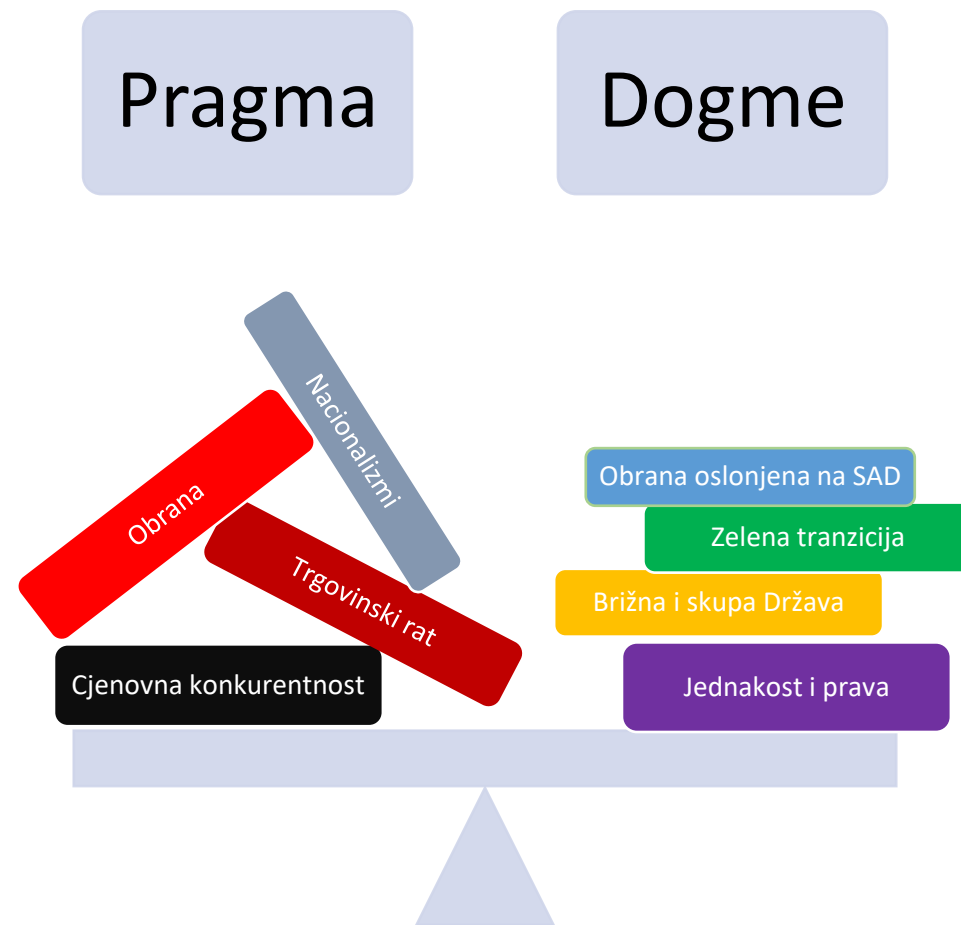 Pragma
Dogme
Nacionalizmi
Obrana
Trgovinski rat
Cjenovna konkurentnost
Obrana oslonjena na SAD
Zelena tranzicija
Brižna i skupa Država
Jednakost i prava